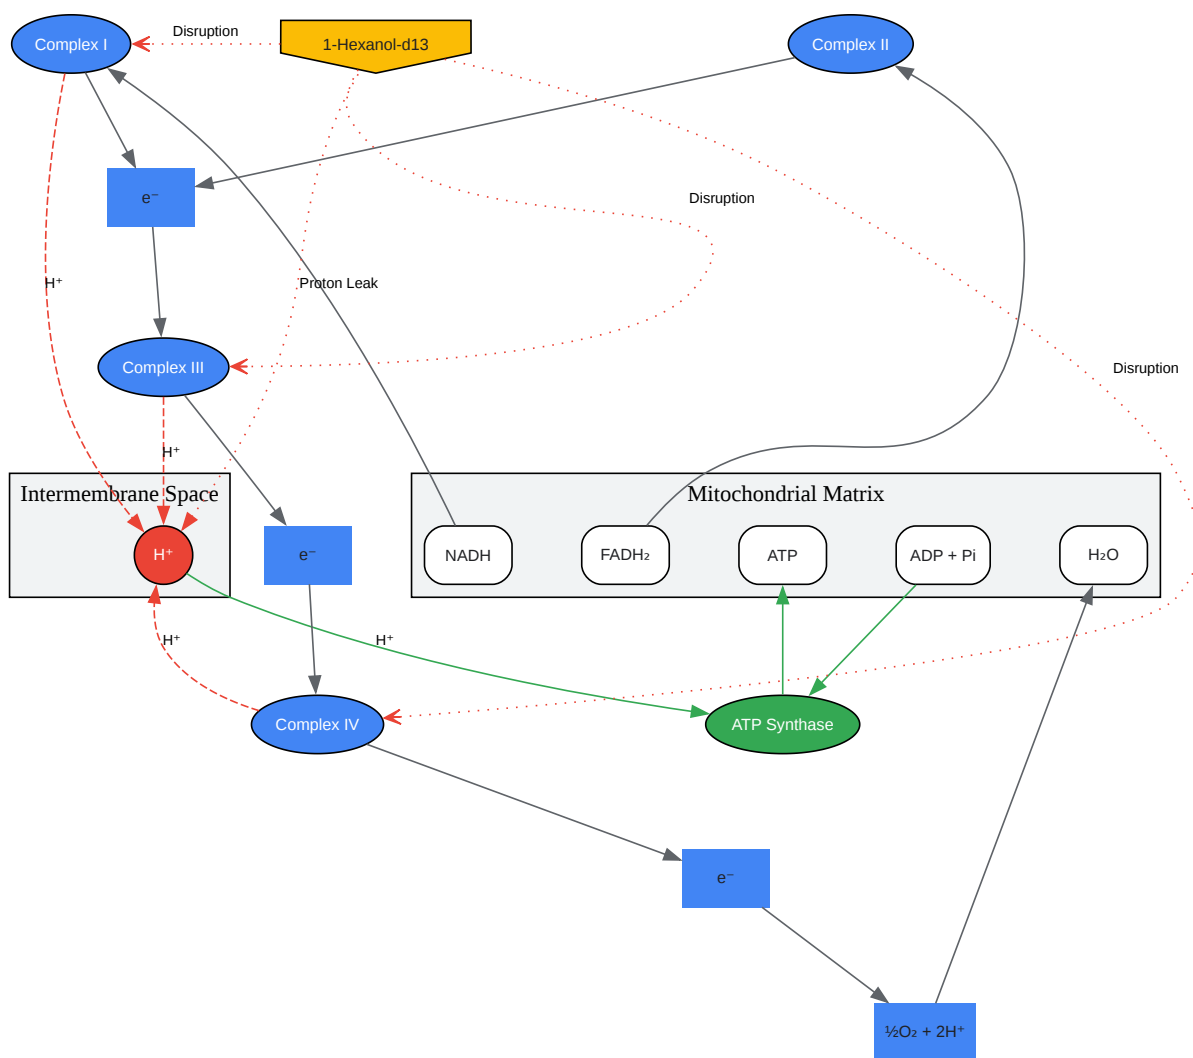 Disruption
Complex I
1-Hexanol-d13
Complex II
e⁻
Disruption
H⁺
Proton Leak
Complex III
Disruption
H⁺
Intermembrane Space
Mitochondrial Matrix
H⁺
e⁻
NADH
FADH₂
ATP
ADP + Pi
H₂O
H⁺
H⁺
Complex IV
ATP Synthase
e⁻
½O₂ + 2H⁺